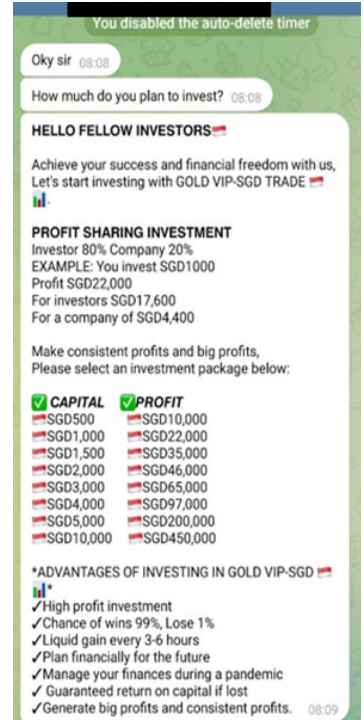 You disabled the auto-delete timer
Oky sir 08:08
How much do you plan to invest? 08:08
HELLO FELLOW INVESTORS🇸🇬
Achieve your success and financial freedom with us,
Let's start investing with GOLD VIP-SGD TRADE 🇸🇬
📊.
PROFIT SHARING INVESTMENT
Investor 80% Company 20%
EXAMPLE: You invest SGD1000
Profit SGD22,000
For investors SGD17,600
For a company of SGD4,400
Make consistent profits and big profits,
Please select an investment package below:
✅ CAPITAL ✅PROFIT
🇸🇬SGD500 🇸🇬SGD10,000
🇸🇬SGD1,000 🇸🇬SGD22,000
🇸🇬SGD1,500 🇸🇬SGD35,000
🇸🇬SGD2,000 🇸🇬SGD46,000
🇸🇬SGD3,000 🇸🇬SGD65,000
🇸🇬SGD4,000 🇸🇬SGD97,000
🇸🇬SGD5,000 🇸🇬SGD200,000
🇸🇬SGD10,000 🇸🇬SGD450,000
*ADVANTAGES OF INVESTING IN GOLD VIP-SGD 🇸🇬
📊*
✓High profit investment
✓Chance of wins 99%, Lose 1%
✓Liquid gain every 3-6 hours
✓Plan financially for the future
✓Manage your finances during a pandemic
✓ Guaranteed return on capital if lost
✓Generate big profits and consistent profits. 08:09